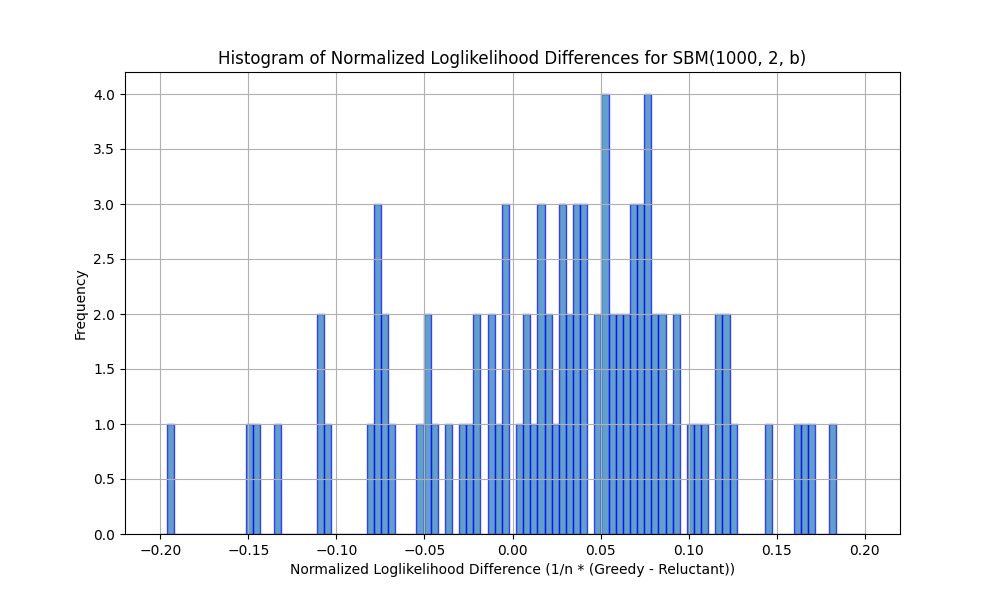 Histogram of Normalized Loglikelihood Differences for SBM(1000, 2, b)
4.0
3.5
3.0
2.5
2.0
1.5
1.0
0.5
0.0
Frequency
−0.20 −0.15 −0.10 −0.05 0.00 0.05 0.10 0.15 0.20
Normalized Loglikelihood Difference (1/n * (Greedy - Reluctant))